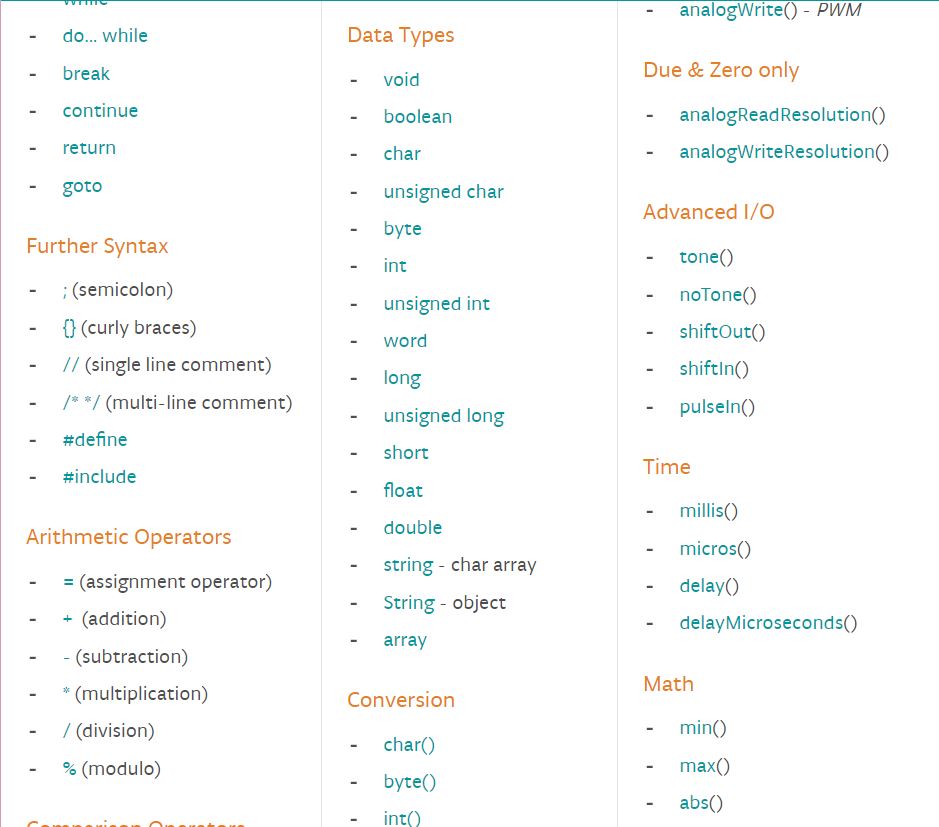 while
- do... while
- break
- continue
- return
- goto
Further Syntax
- ; (semicolon)
- {} (curly braces)
- // (single line comment)
- /* */ (multi-line comment)
- #define
- #include
Arithmetic Operators
- = (assignment operator)
- + (addition)
- - (subtraction)
- * (multiplication)
- / (division)
- % (modulo)
Comparison Operators
Data Types
- void
- boolean
- char
- unsigned char
- byte
- int
- unsigned int
- word
- long
- unsigned long
- short
- float
- double
- string - char array
- String - object
- array
Conversion
- char()
- byte()
- int()
- analogWrite() - PWM
Due & Zero only
- analogReadResolution()
- analogWriteResolution()
Advanced I/O
- tone()
- noTone()
- shiftOut()
- shiftIn()
- pulseIn()
Time
- millis()
- micros()
- delay()
- delayMicroseconds()
Math
- min()
- max()
- abs()